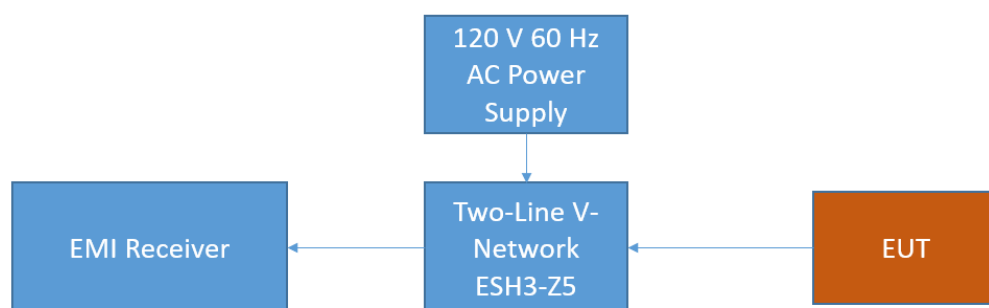 120 V 60 Hz
AC Power
Supply
EMI Receiver
Two-Line V-
Network
ESH3-Z5
EUT